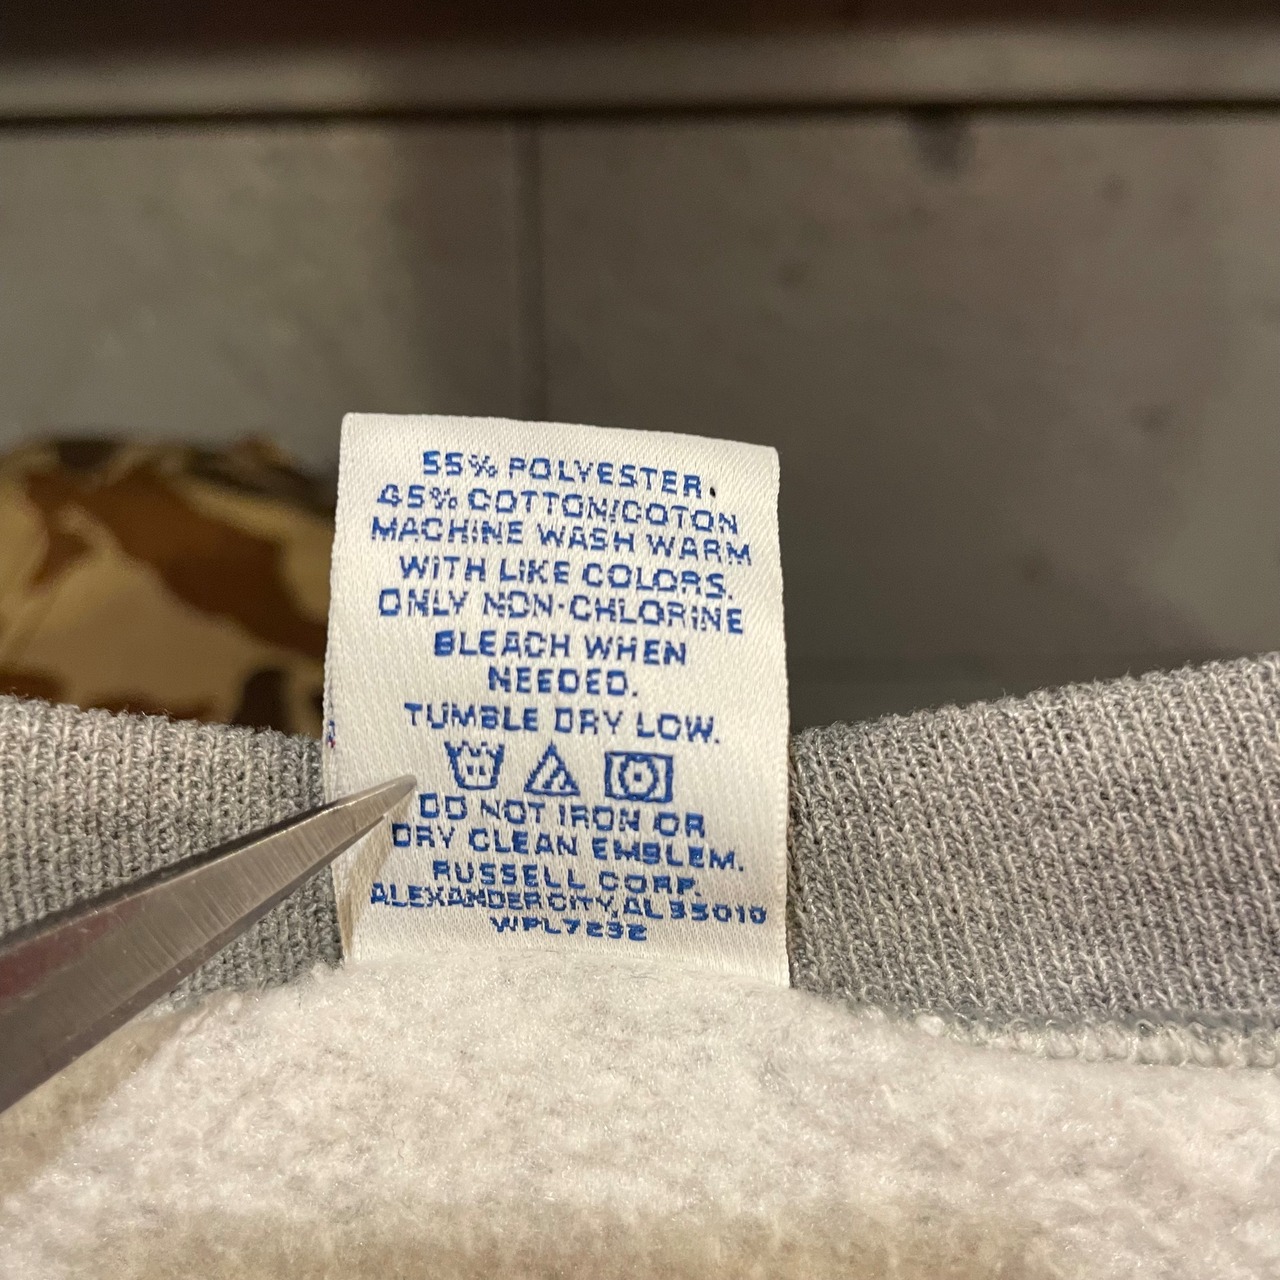 55% POLYESTER.
45% COTTON/COTON
MACHINE WASH WARM
WITH LIKE COLORS.
ONLY NON-CHLORINE
BLEACH WHEN
NEEDED.
TUMBLE DRY LOW.
DO NOT IRON OR
DRY CLEAN EMBLEM.
RUSSELL CORP.
ALEXANDER CITY, AL 35010
WPL7232